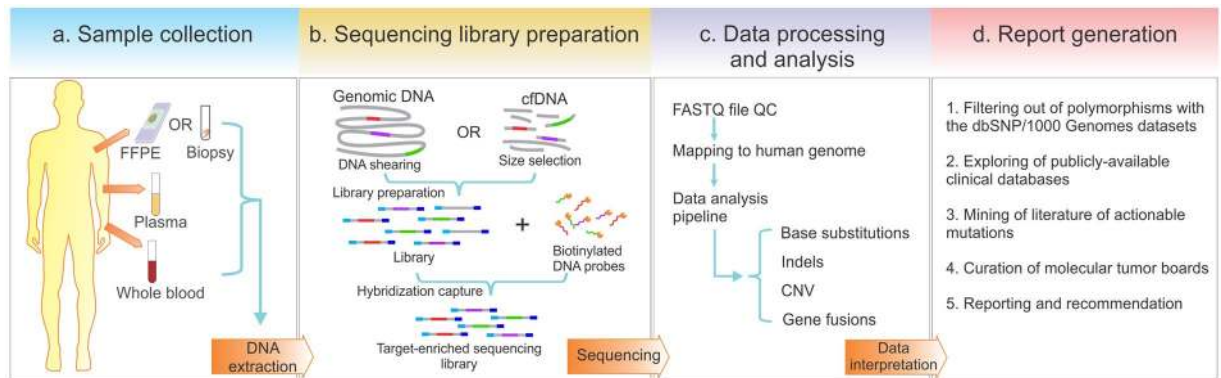 a. Sample collection
b. Sequencing library preparation
c. Data processing
and analysis
d. Report generation
FFPE
OR
Biopsy
Plasma
Whole blood
DNA
extraction
Genomic DNA
OR
cfDNA
DNA shearing
Size selection
Library preparation
+
Library
Biotinylated
DNA probes
Hybridization capture
Target-enriched sequencing
library
Sequencing
FASTQ file QC
Mapping to human genome
Data analysis
pipeline
Base substitutions
Indels
CNV
Gene fusions
Data
interpretation
1. Filtering out of polymorphisms with
the dbSNP/1000 Genomes datasets
2. Exploring of publicly-available
clinical databases
3. Mining of literature of actionable
mutations
4. Curation of molecular tumor boards
5. Reporting and recommendation